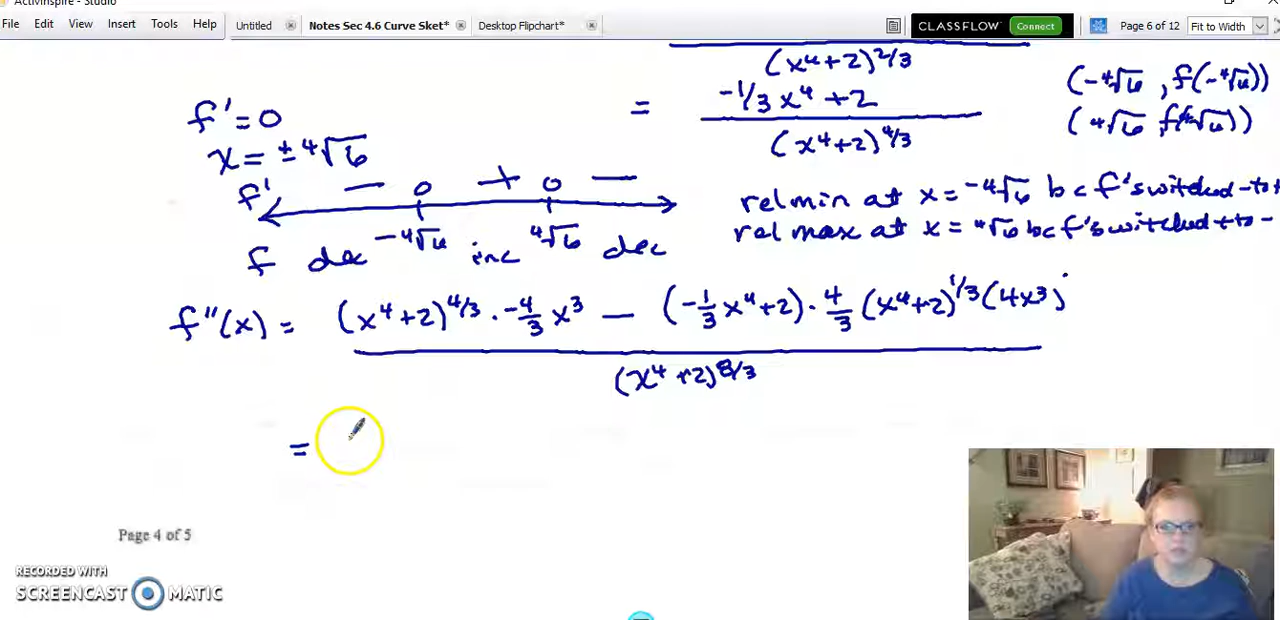 ActivInspire - Studio
File Edit View Insert Tools Help Untitled Notes Sec 4.6 Curve Sket* Desktop Flipchart* CLASSFLOW Connect Page 6 of 12 Fit to Width
(x⁴+2)^2/3
f' = 0
= -1/3 x⁴ + 2
(x⁴+2)^4/3
(-⁴√6 , f(-⁴√6))
(⁴√6 , f(⁴√6))
x = ± ⁴√6
f' — 0 + 0 —
f dec -⁴√6 inc ⁴√6 dec
rel min at x = -⁴√6 bc f' switched - to +
rel max at x = ⁴√6 bc f' switched + to -
f''(x) = (x⁴+2)^4/3 · -4/3 x³ — (-1/3 x⁴+2) · 4/3 (x⁴+2)^1/3 (4x³)
(x⁴+2)^8/3
=
Page 4 of 5
RECORDED WITH
SCREENCAST MATIC